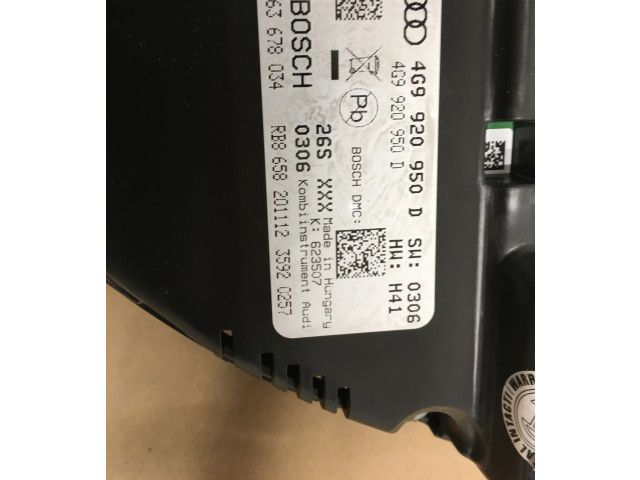 4G9 920 950 D SW: 0306
4G9 920 950 D HW: H41
BOSCH DMC:
Pb
26S XXX Made in Hungary
K: 623507
0306 Kombiinstrument Audi
BOSCH
RB8 658 201112 3592 0257
63 678 034